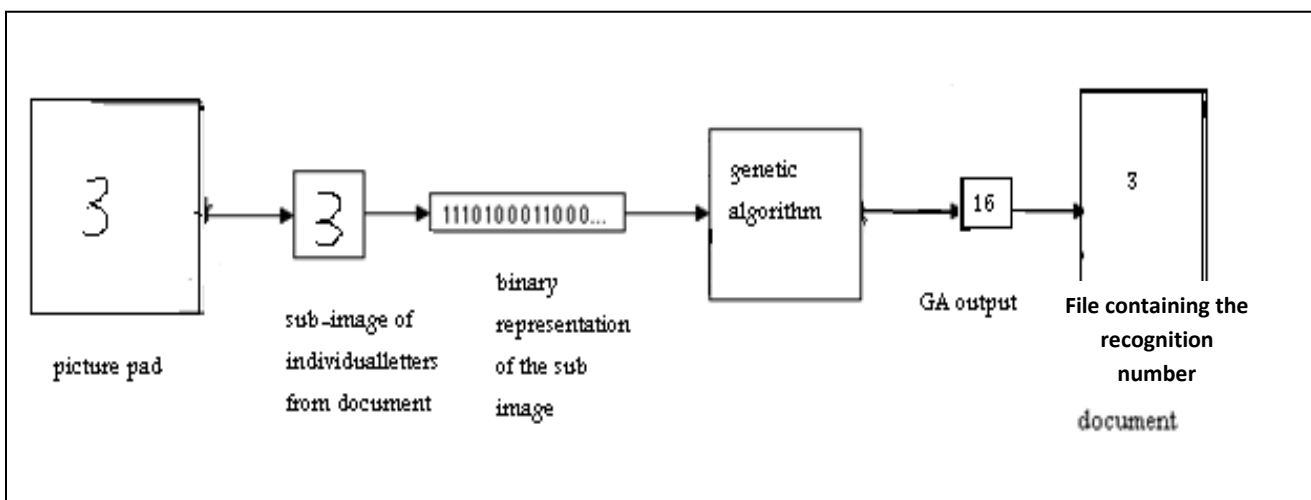 3
picture pad
3
sub-image of
individualletters
from document
1110100011000...
binary
representation
of the sub
image
genetic
algorithm
16
GA output
3
File containing the
recognition
number
document